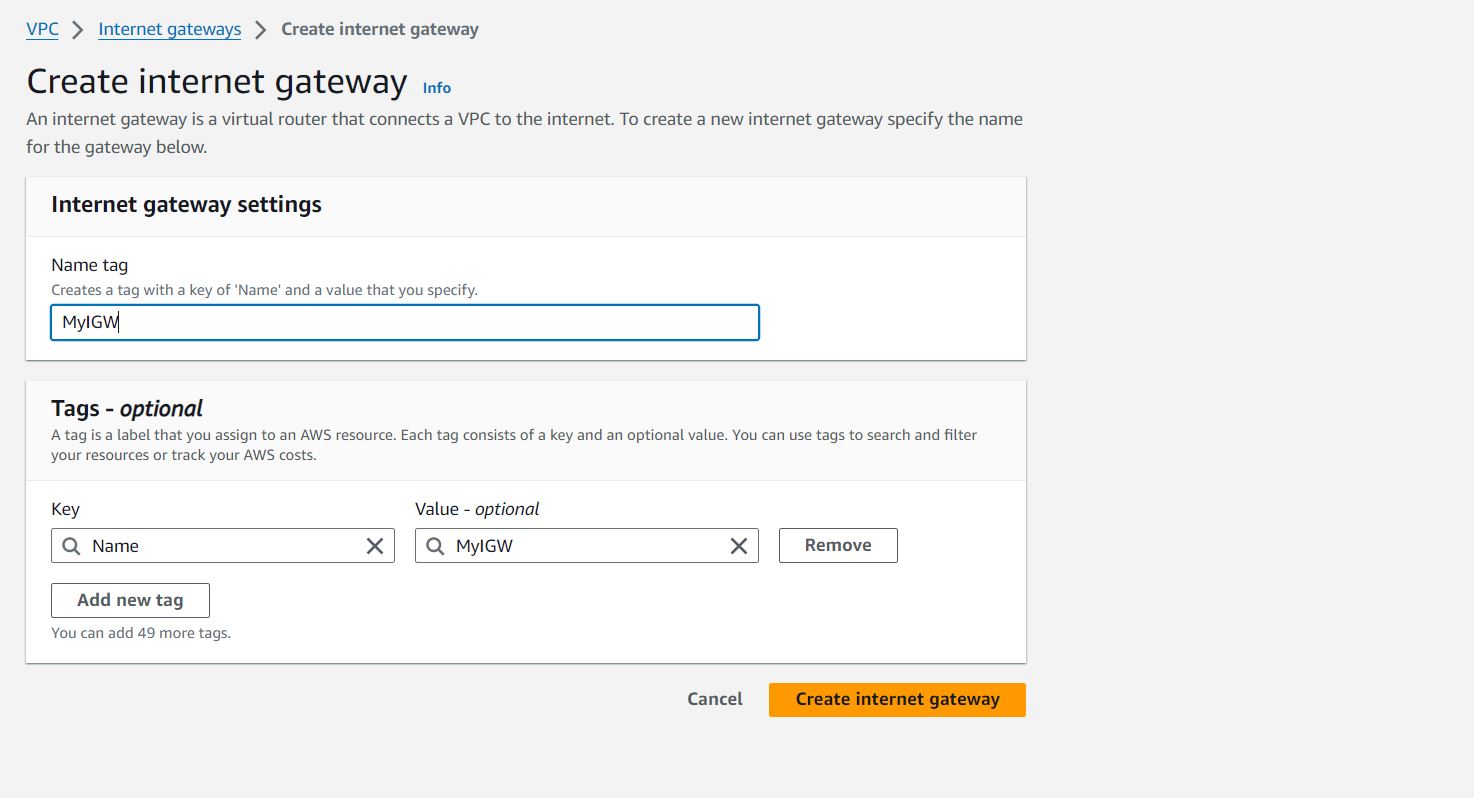 VPC > Internet gateways > Create internet gateway
Create internet gateway Info
An internet gateway is a virtual router that connects a VPC to the internet. To create a new internet gateway specify the name
for the gateway below.
Internet gateway settings
Name tag
Creates a tag with a key of 'Name' and a value that you specify.
MyIGW
Tags - optional
A tag is a label that you assign to an AWS resource. Each tag consists of a key and an optional value. You can use tags to search and filter
your resources or track your AWS costs.
Key Value - optional
Name MyIGW Remove
Add new tag
You can add 49 more tags.
Cancel Create internet gateway